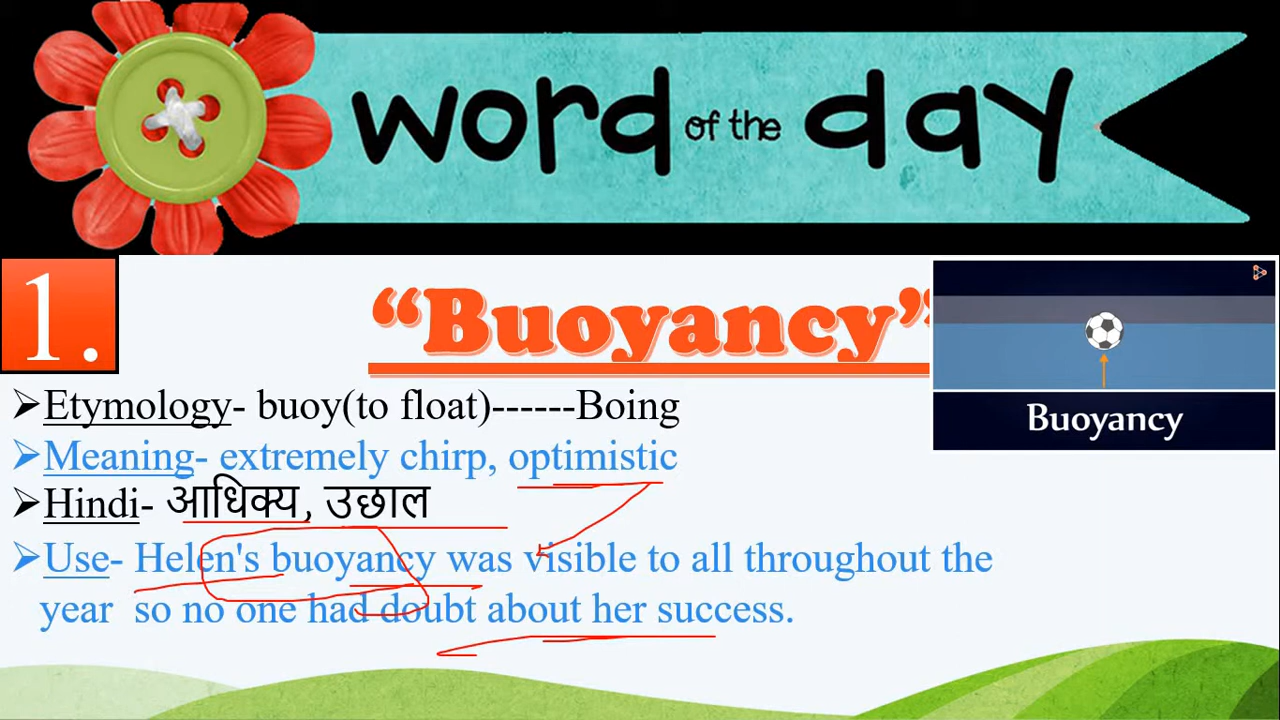 word of the day
1.
“Buoyancy”
➢Etymology- buoy(to float)------Boing
Buoyancy
➢Meaning- extremely chirp, optimistic
➢Hindi- आधिक्य, उछाल
➢Use- Helen's buoyancy was visible to all throughout the
year so no one had doubt about her success.